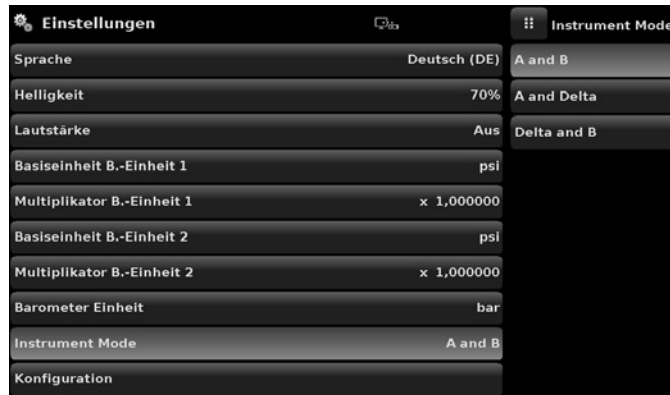 Einstellungen
Sprache Deutsch (DE)
Helligkeit 70%
Lautstärke Aus
Basiseinheit B.-Einheit 1 psi
Multiplikator B.-Einheit 1 x 1,000000
Basiseinheit B.-Einheit 2 psi
Multiplikator B.-Einheit 2 x 1,000000
Barometer Einheit bar
Instrument Mode A and B
Konfiguration
Instrument Mode
A and B
A and Delta
Delta and B